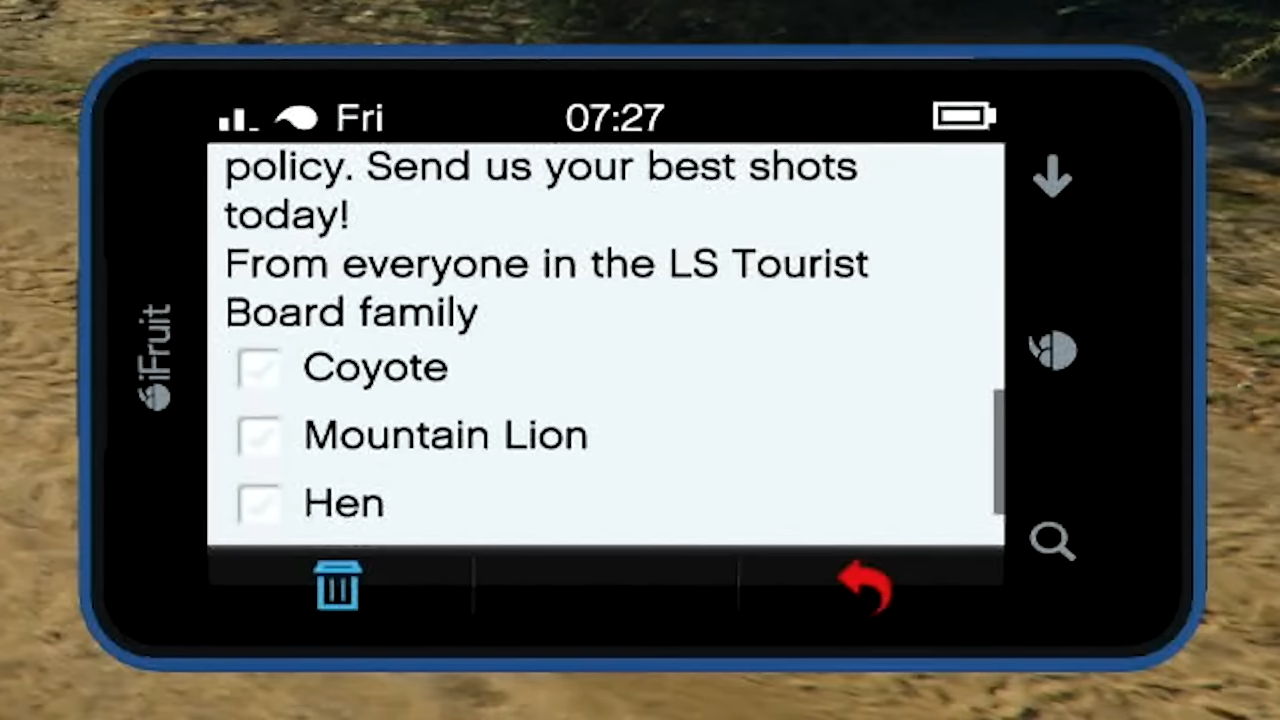 Fri 07:27
policy. Send us your best shots
today!
From everyone in the LS Tourist
Board family
Coyote
Mountain Lion
Hen
iFruit